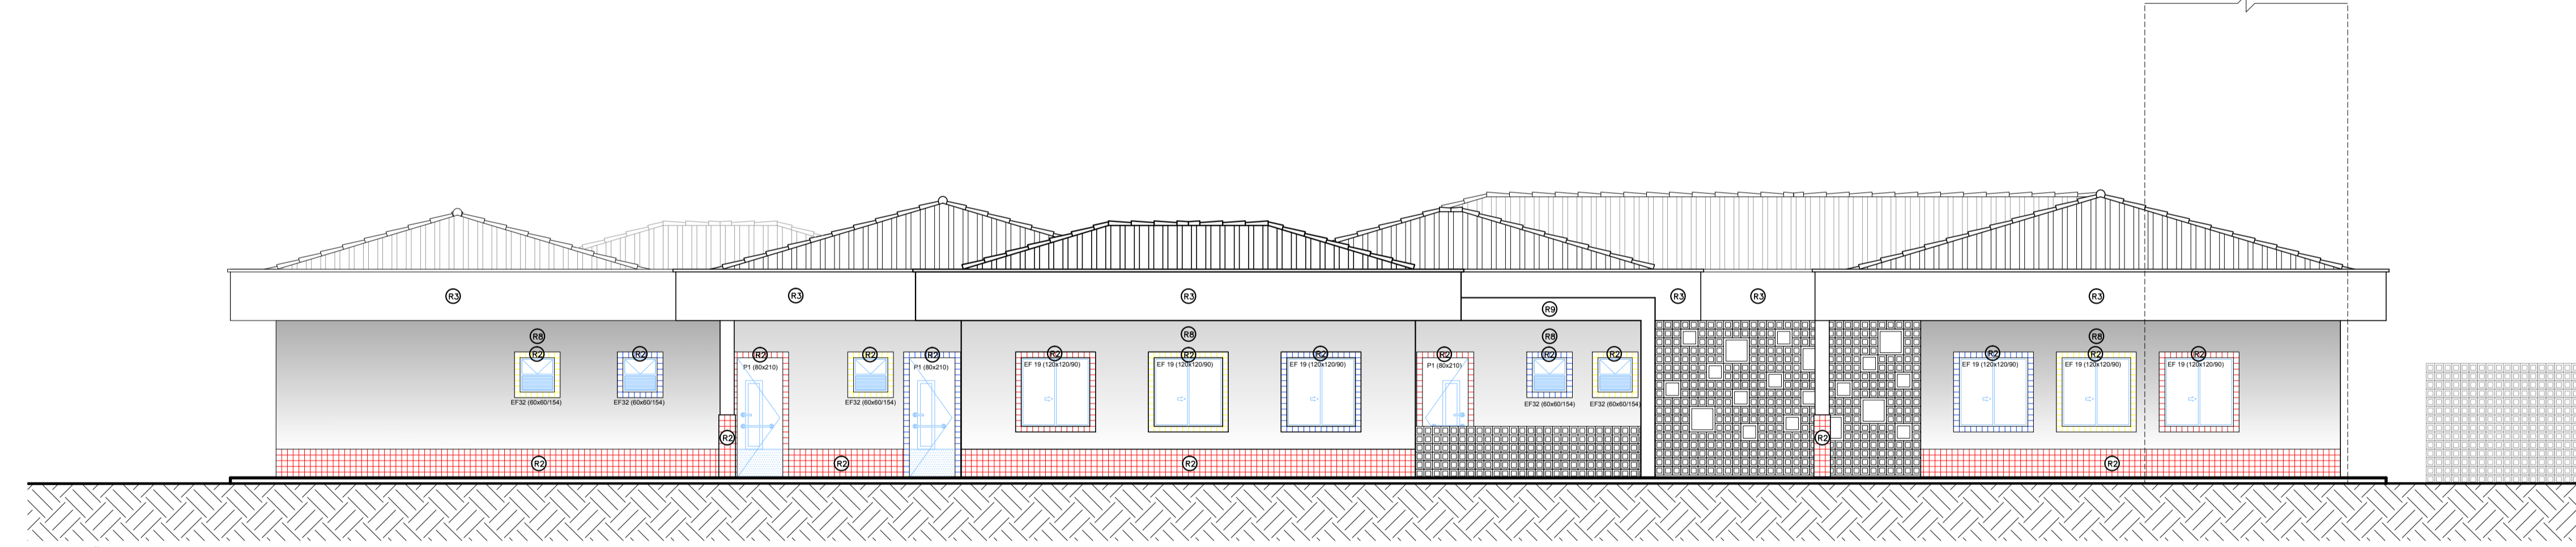 R3
R3
R3
R3
R3
R3
R9
R8
R8
R8
R8
R2
R2
R2
R2
R2
R2
R2
R2
R2
R2
R2
R2
R2
R2
P1 (80x210)
P1 (80x210)
EF 19 (120x120/90)
EF 19 (120x120/90)
EF 19 (120x120/90)
P1 (80x210)
EF 19 (120x120/90)
EF 19 (120x120/90)
EF 19 (120x120/90)
EF32 (60x60/154)
EF32 (60x60/154)
EF32 (60x60/154)
EF32 (60x60/154)
EF32 (60x60/154)
R2
R2
R2
R2
R2
R2